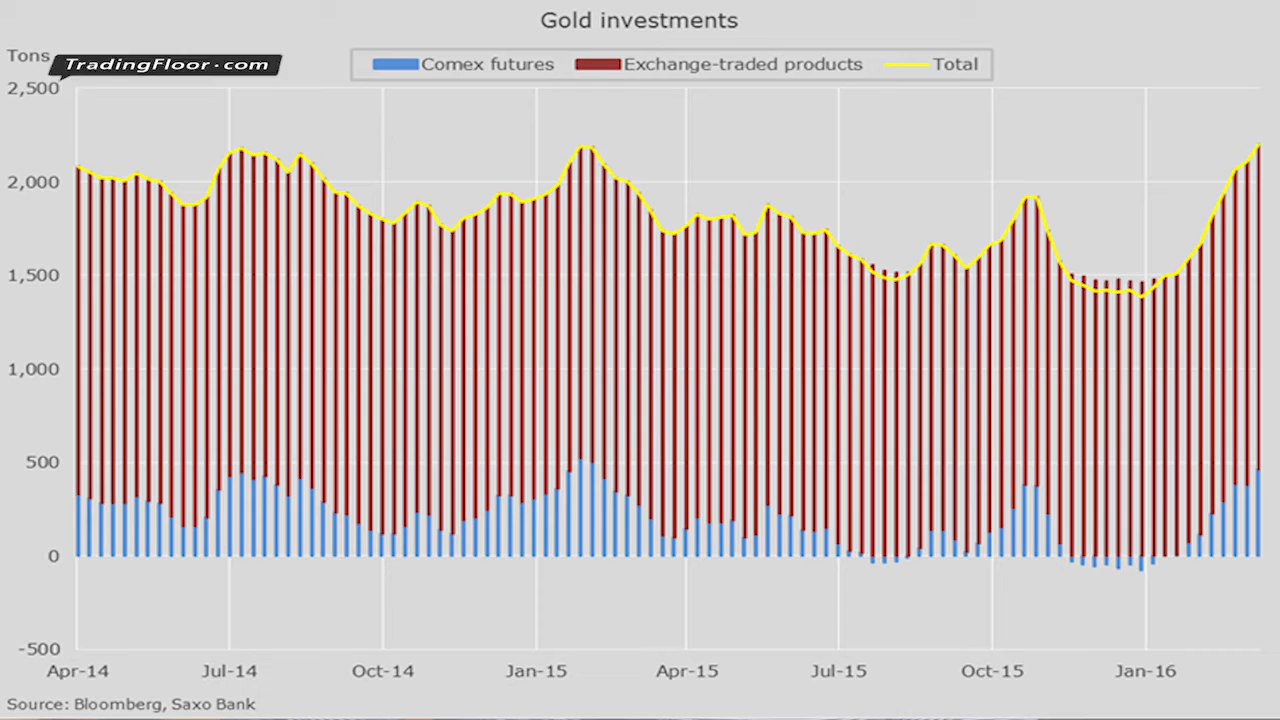 Gold investments
Tons
TradingFloor·com
Comex futures
Exchange-traded products
Total
2,500
2,000
1,500
1,000
500
0
-500
Apr-14
Jul-14
Oct-14
Jan-15
Apr-15
Jul-15
Oct-15
Jan-16
Source: Bloomberg, Saxo Bank